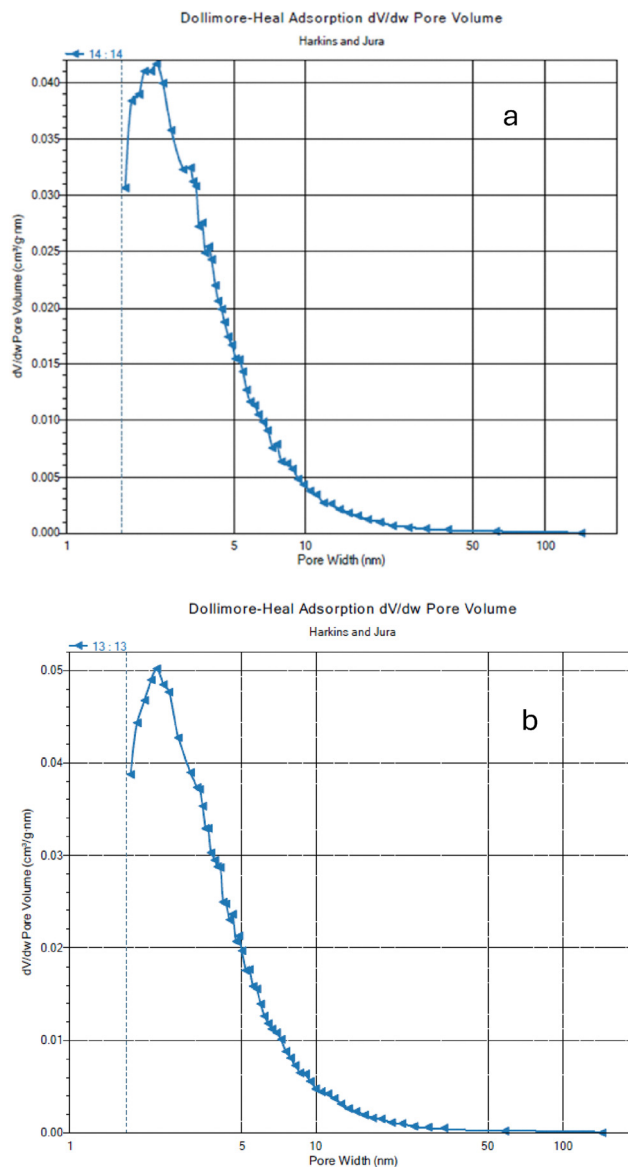 Dollimore-Heal Adsorption dV/dw Pore Volume
Harkins and Jura
14 : 14
a
dV/dw Pore Volume (cm³/g·nm)
0.040
0.035
0.030
0.025
0.020
0.015
0.010
0.005
0.000
1 5 10 50 100
Pore Width (nm)
Dollimore-Heal Adsorption dV/dw Pore Volume
Harkins and Jura
13 : 13
b
dV/dw Pore Volume (cm³/g·nm)
0.05
0.04
0.03
0.02
0.01
0.00
1 5 10 50 100
Pore Width (nm)